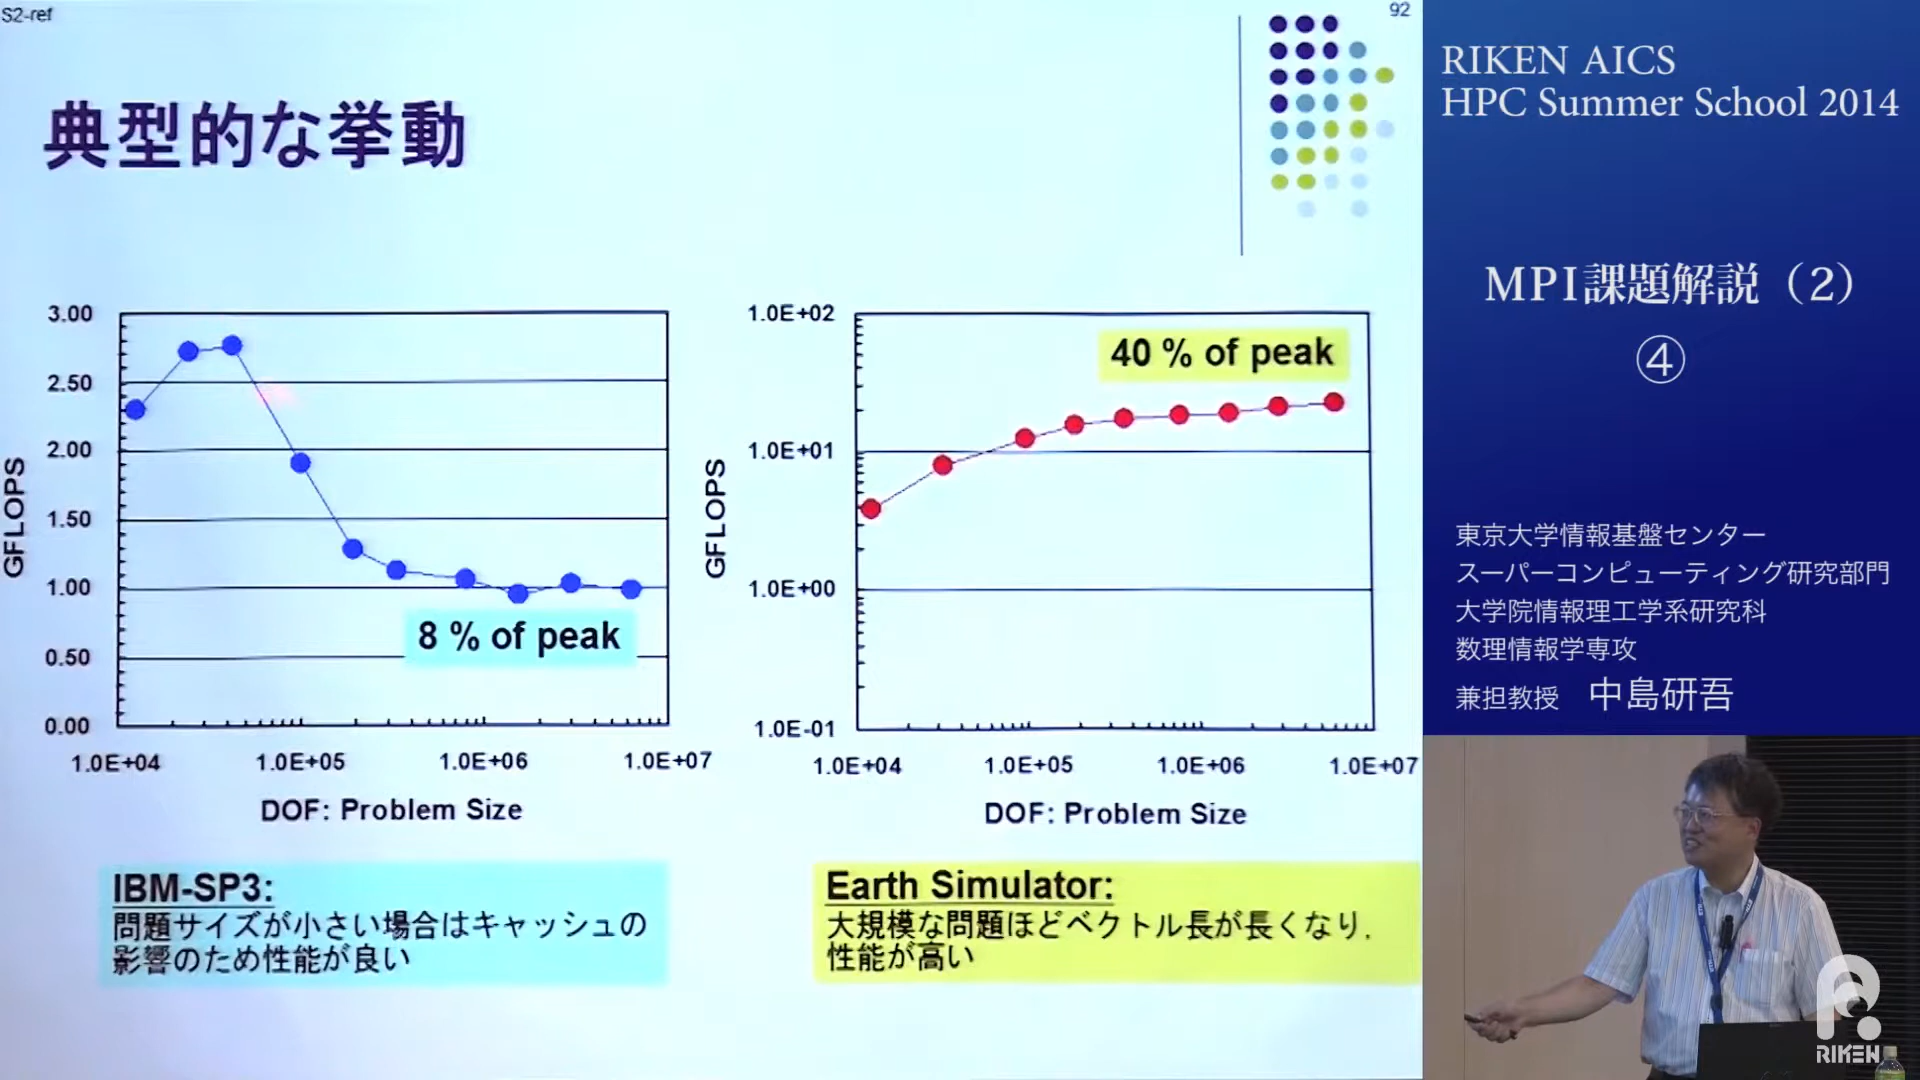 S2-ref
92
典型的な挙動
3.00
2.50
2.00
1.50
1.00
0.50
0.00
GFLOPS
8 % of peak
1.0E+04
1.0E+05
1.0E+06
1.0E+07
DOF: Problem Size
1.0E+02
1.0E+01
1.0E+00
1.0E-01
GFLOPS
40 % of peak
1.0E+04
1.0E+05
1.0E+06
1.0E+07
DOF: Problem Size
IBM-SP3:
問題サイズが小さい場合はキャッシュの
影響のため性能が良い
Earth Simulator:
大規模な問題ほどベクトル長が長くなり，
性能が高い
RIKEN AICS
HPC Summer School 2014
MPI課題解説（2）
④
東京大学情報基盤センター
スーパーコンピューティング研究部門
大学院情報理工学系研究科
数理情報学専攻
兼担教授　中島研吾
RIKEN